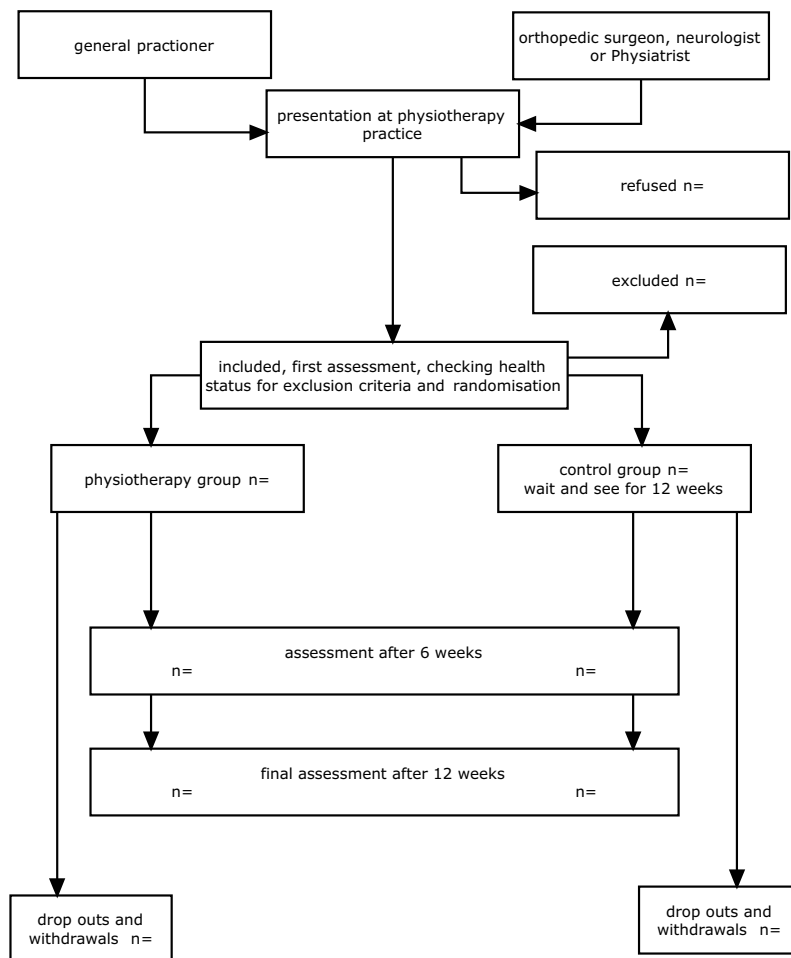 general practioner
orthopedic surgeon, neurologist
or Physiatrist
presentation at physiotherapy
practice
refused n=
excluded n=
included, first assessment, checking health
status for exclusion criteria and randomisation
physiotherapy group n=
control group n=
wait and see for 12 weeks
assessment after 6 weeks
n= n=
final assessment after 12 weeks
n= n=
drop outs and
withdrawals n=
drop outs and
withdrawals n=